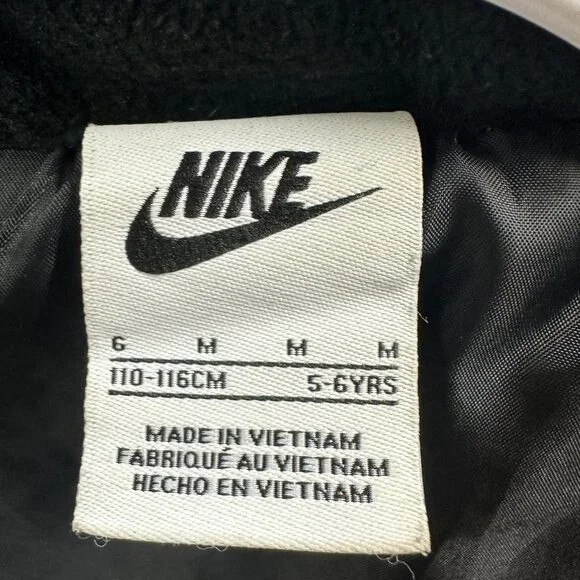 NIKE
6 M M M
110-116CM 5-6YRS
MADE IN VIETNAM
FABRIQUÉ AU VIETNAM
HECHO EN VIETNAM